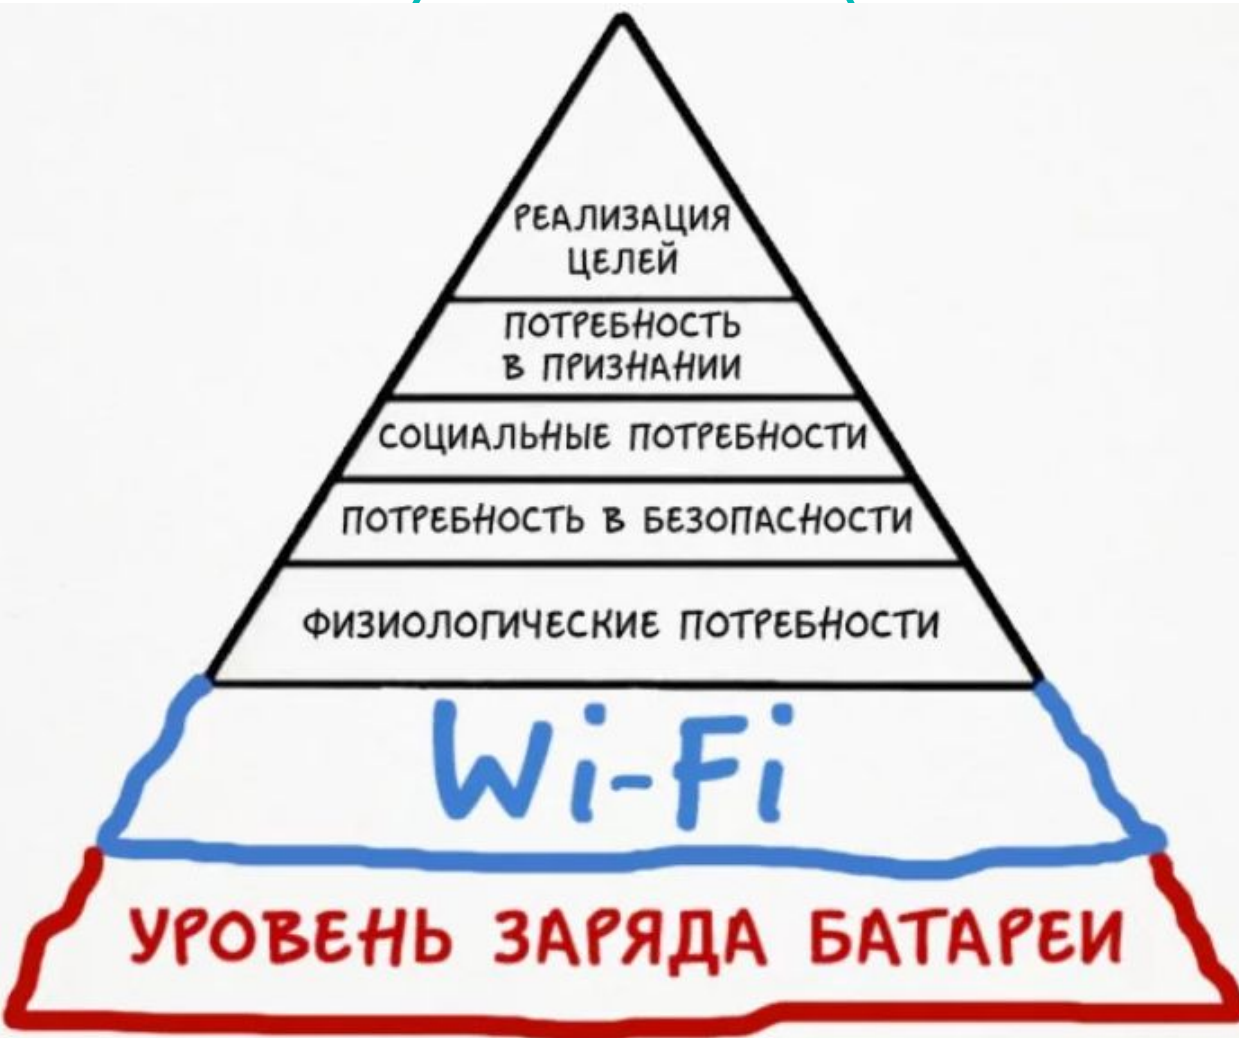 РЕАЛИЗАЦИЯ
ЦЕЛЕЙ
ПОТРЕБНОСТЬ
В ПРИЗНАНИИ
СОЦИАЛЬНЫЕ ПОТРЕБНОСТИ
ПОТРЕБНОСТЬ В БЕЗОПАСНОСТИ
ФИЗИОЛОГИЧЕСКИЕ ПОТРЕБНОСТИ
Wi-Fi
УРОВЕНЬ ЗАРЯДА БАТАРЕИ